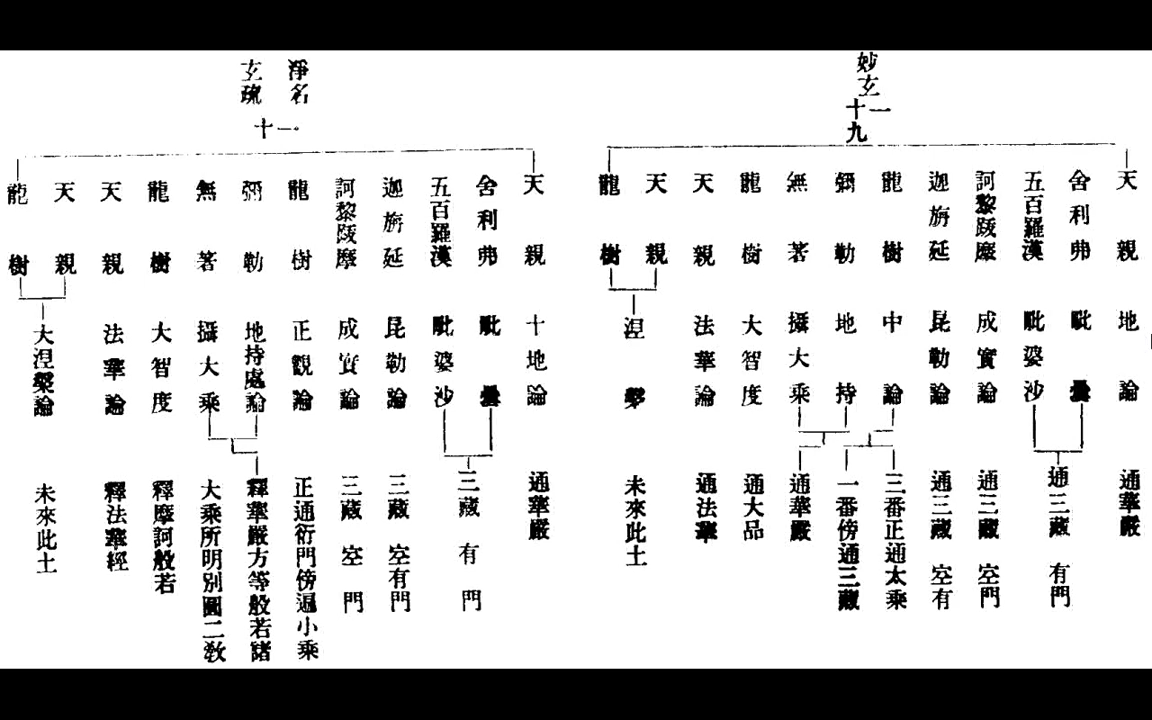 妙玄
十一
九
天親 地論 通華嚴
舍利弗 毗曇
五百羅漢 毗婆沙
通三藏 有門
訶黎跋摩 成實論 通三藏 空門
迦旃延 昆勒論 通三藏 空有
龍樹 中論
三番正通大乘
一番傍通三藏
彌勒 地持
無著 攝大乘
通華嚴
龍樹 大智度 通大品
天親 法華論 通法華
天親
龍樹
涅槃 未來此土
淨名
玄疏
十一
天親 十地論 通華嚴
舍利弗 毗曇
五百羅漢 毗婆沙
三藏 有門
迦旃延 昆勒論 三藏 空有門
訶黎跋摩 成實論 三藏 空門
龍樹 正觀論 正通衍門傍通小乘
彌勒 地持處論
無著 攝大乘
釋華嚴方等般若諸
大乘所明別圓二教
龍樹 大智度 釋摩訶般若
天親 法華論 釋法華經
天親
龍樹
大涅槃論 未來此土